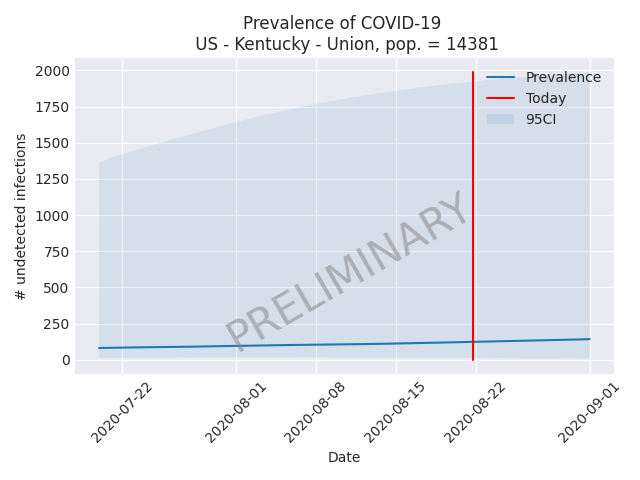 Prevalence of COVID-19
US - Kentucky - Union, pop. = 14381
2000
1750
1500
1250
1000
750
500
250
0
# undetected infections
Prevalence
Today
95CI
PRELIMINARY
2020-07-22
2020-08-01
2020-08-08
2020-08-15
2020-08-22
2020-09-01
Date